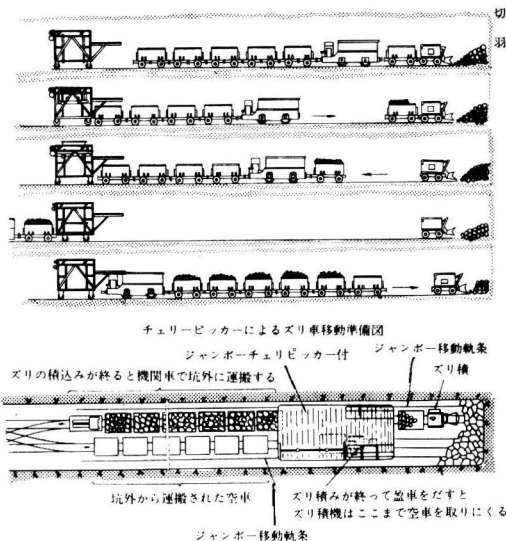 切
羽
チェリーピッカーによるズリ車移動準備図
ジャンボーチェリピッカー付
ジャンボー移動軌条
ズリの積込みが終ると機関車で坑外に運搬する
ズリ積
坑外から運搬された空車
ズリ積みが終って盈車をだすと
ズリ積機はここまで空車を取りにくる
ジャンボー移動軌条